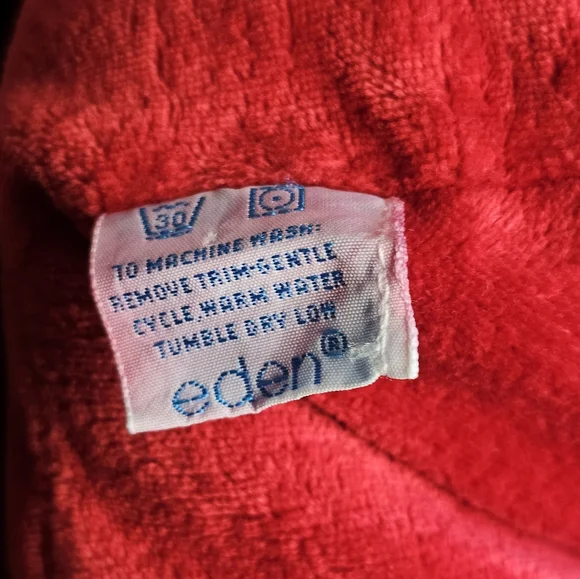 30
TO MACHINE WASH:
REMOVE TRIM-GENTLE
CYCLE WARM WATER
TUMBLE DRY LOW
eden®